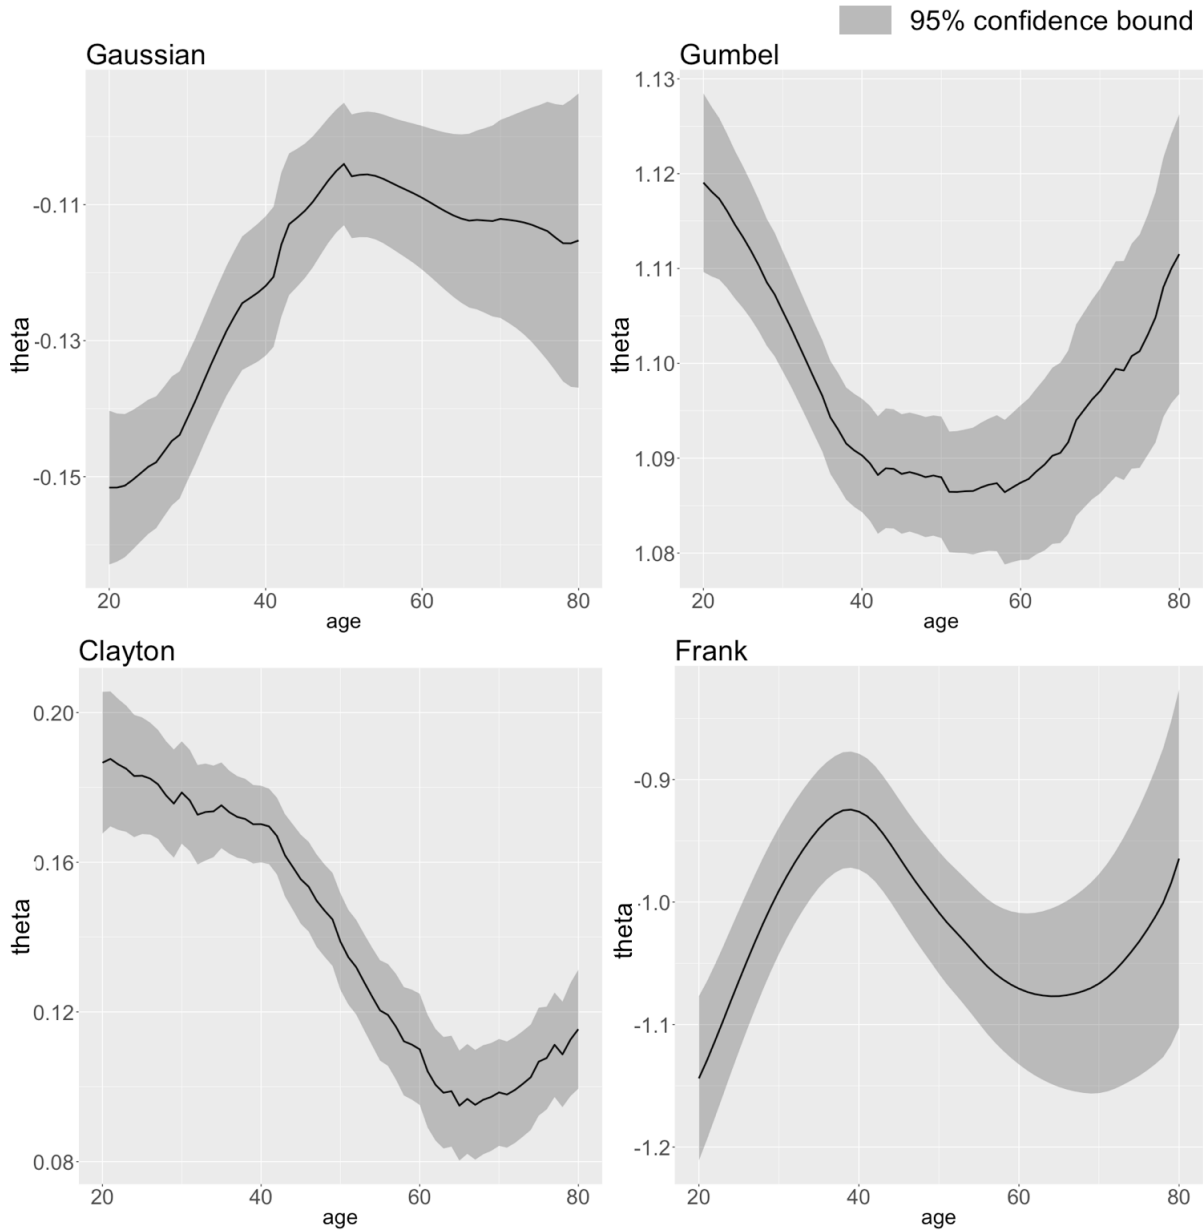 95% confidence bound
Gaussian
-0.11
-0.13
-0.15
theta
20 40 60 80
age
Gumbel
1.13
1.12
1.11
1.10
1.09
1.08
theta
20 40 60 80
age
Clayton
0.20
0.16
0.12
0.08
theta
20 40 60 80
age
Frank
-0.9
-1.0
-1.1
-1.2
theta
20 40 60 80
age